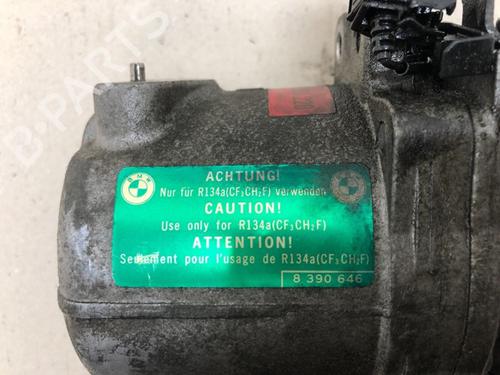 B-PARTS
BMW
ACHTUNG!
Nur für R134a(CF₃CH₂F) verwenden
CAUTION!
Use only for R134a(CF₃CH₂F)
ATTENTION!
Seulement pour l'usage de R134a(CF₃CH₂F)
8 390 646